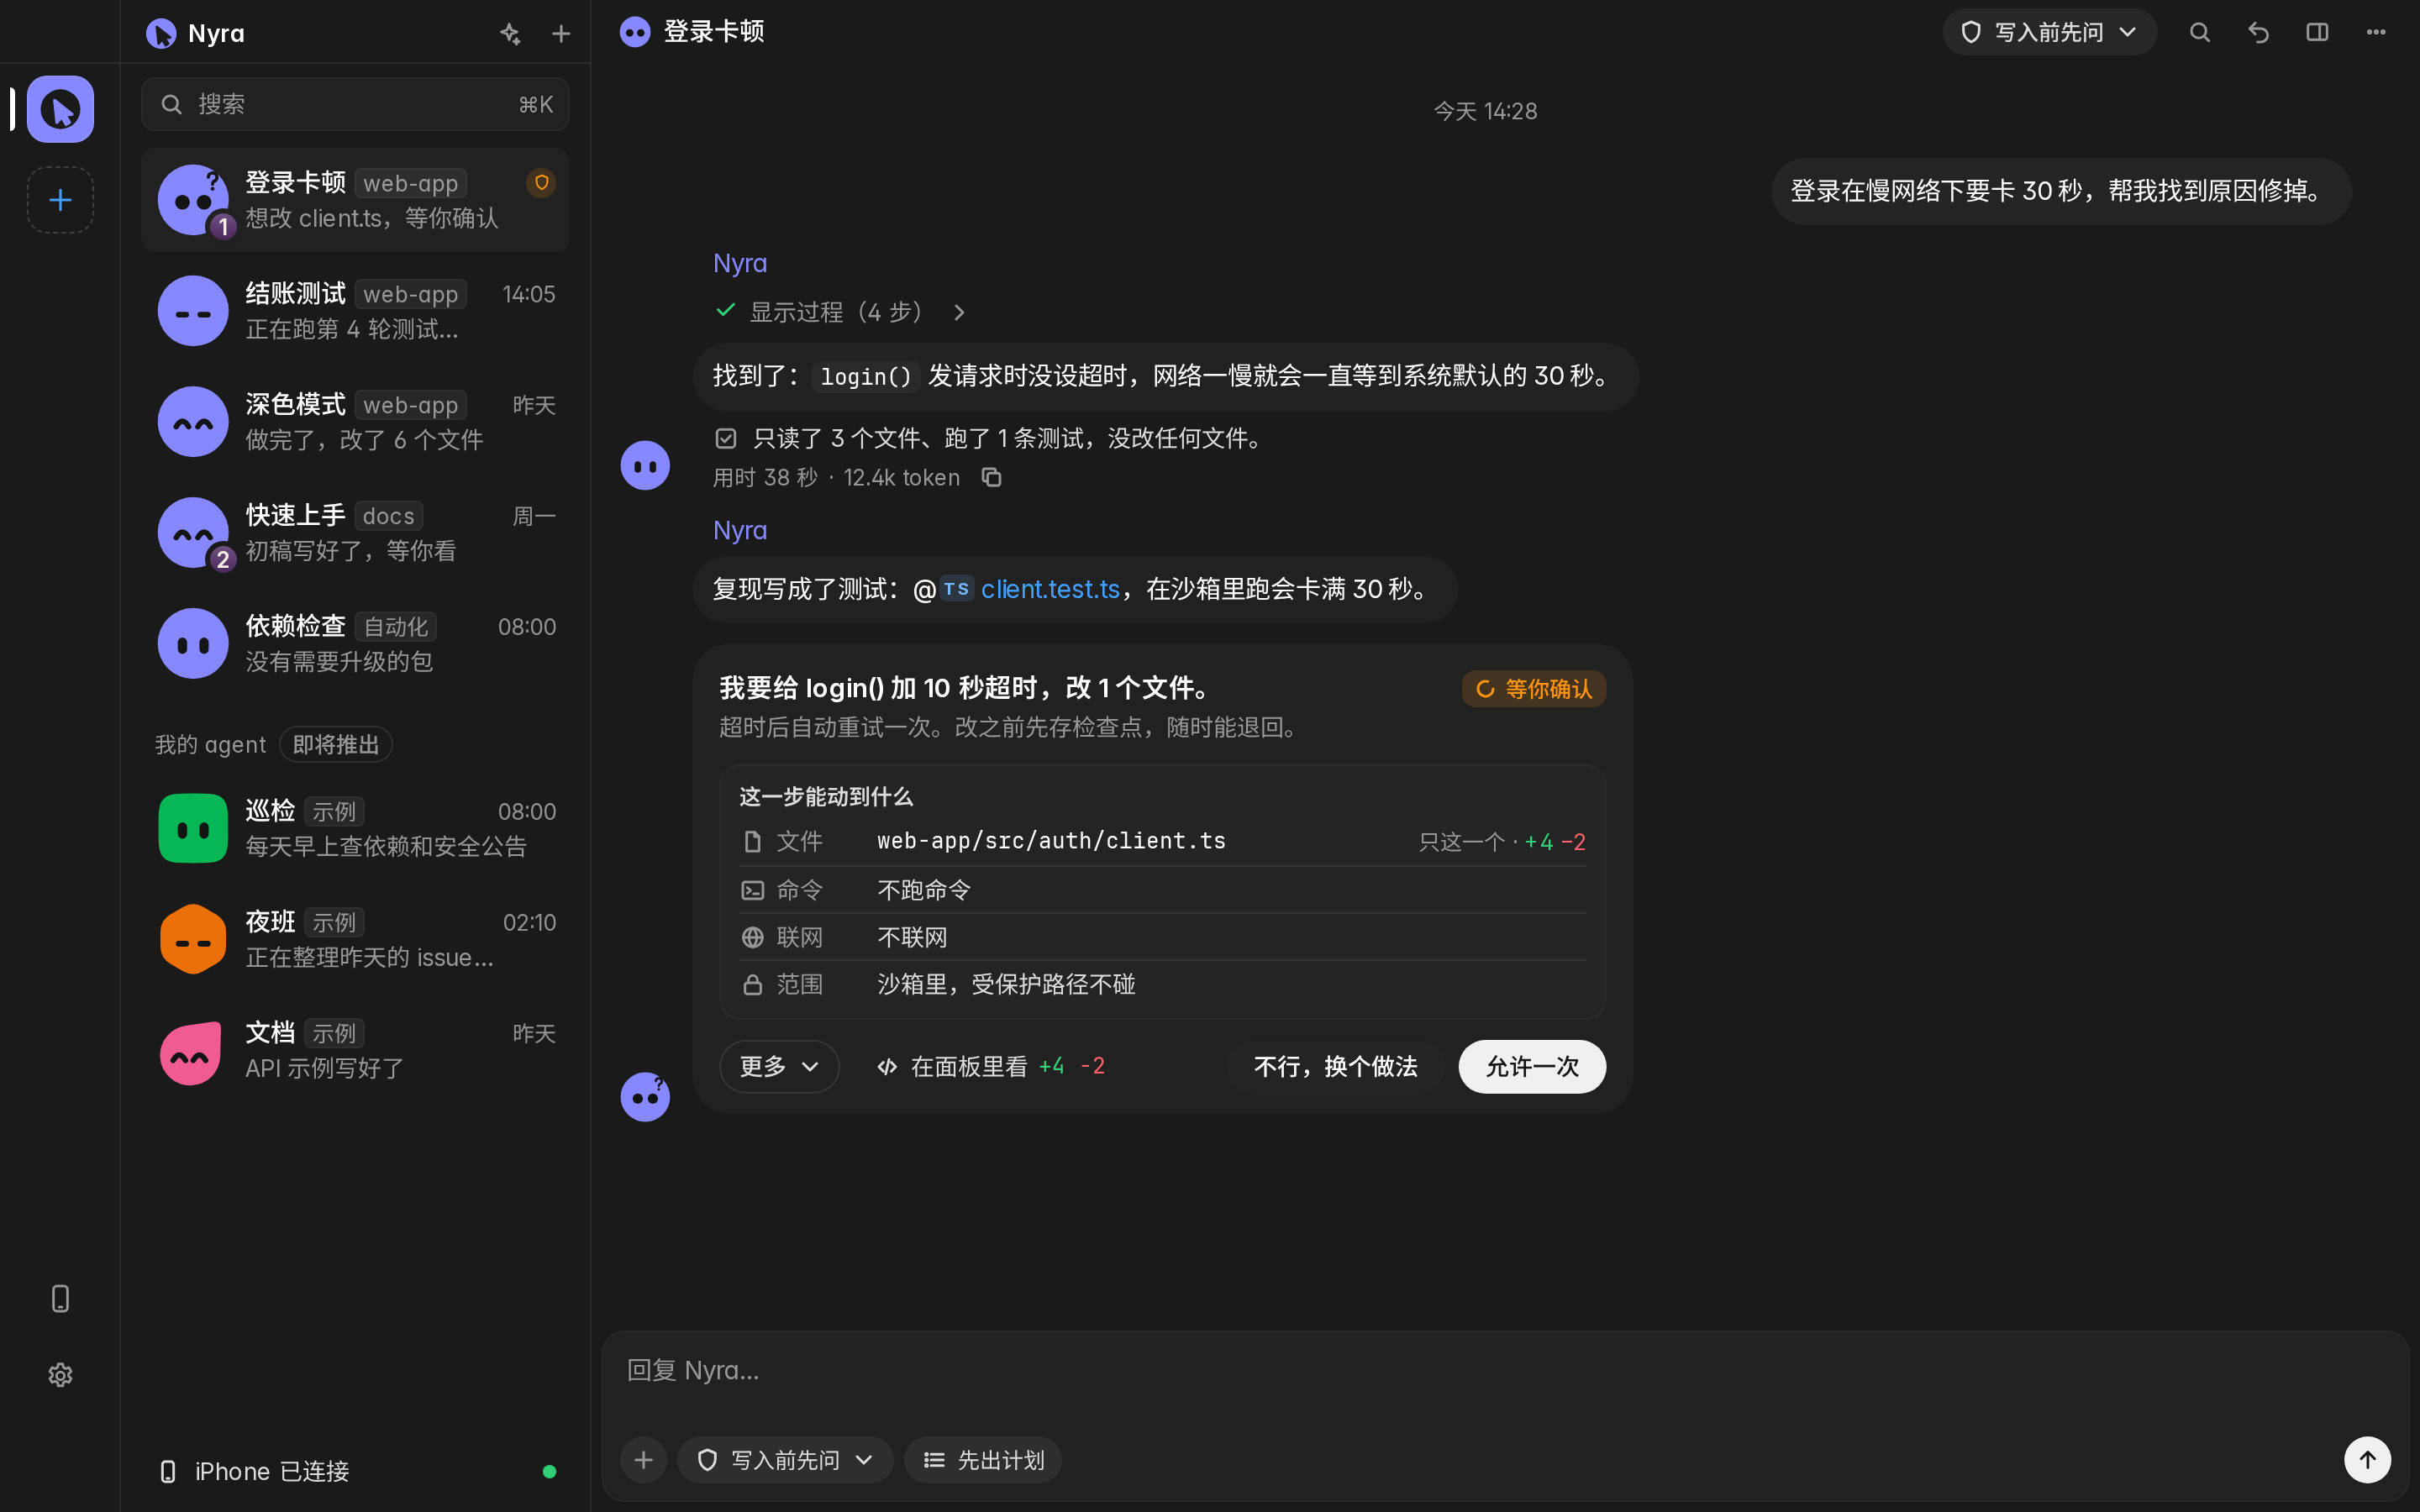 Nyra
搜索 ⌘K
登录卡顿 web-app
想改 client.ts，等你确认
1
结账测试 web-app 14:05
正在跑第 4 轮测试...
深色模式 web-app 昨天
做完了，改了 6 个文件
快速上手 docs 周一
初稿写好了，等你看
2
依赖检查 自动化 08:00
没有需要升级的包
我的 agent 即将推出
巡检 示例 08:00
每天早上查依赖和安全公告
夜班 示例 02:10
正在整理昨天的 issue...
文档 示例 昨天
API 示例写好了
iPhone 已连接
登录卡顿
写入前先问
今天 14:28
登录在慢网络下要卡 30 秒，帮我找到原因修掉。
Nyra
显示过程（4 步）
找到了：login() 发请求时没设超时，网络一慢就会一直等到系统默认的 30 秒。
只读了 3 个文件、跑了 1 条测试，没改任何文件。
用时 38 秒 · 12.4k token
Nyra
复现写成了测试：@TS client.test.ts，在沙箱里跑会卡满 30 秒。
我要给 login() 加 10 秒超时，改 1 个文件。
等你确认
超时后自动重试一次。改之前先存检查点，随时能退回。
这一步能动到什么
文件 web-app/src/auth/client.ts 只这一个 · +4 −2
命令 不跑命令
联网 不联网
范围 沙箱里，受保护路径不碰
更多 在面板里看 +4 -2 不行，换个做法 允许一次
?
回复 Nyra...
写入前先问 先出计划